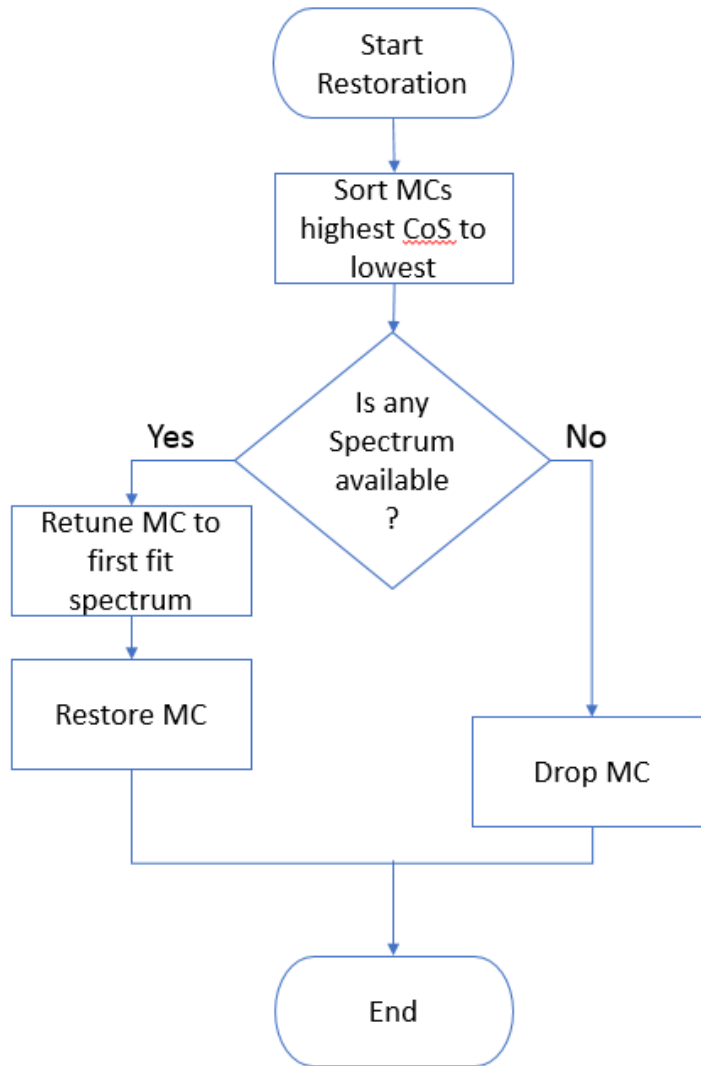 Start
Restoration
Sort MCs
highest CoS to
lowest
Is any
Spectrum
available
?
Yes
No
Retune MC to
first fit
spectrum
Restore MC
Drop MC
End